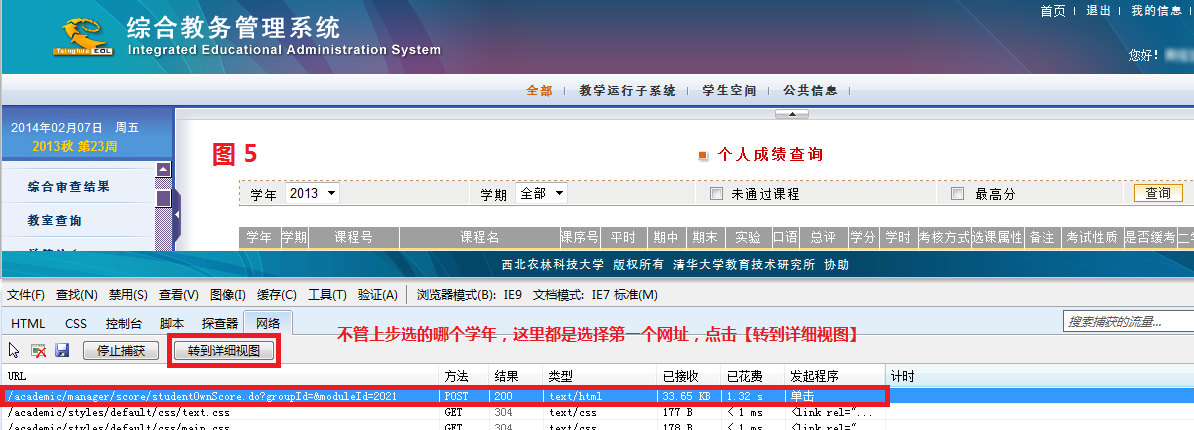 首页 | 退出 | 我的信息 |
Tsinghua EOL
综合教务管理系统
Integrated Educational Administration System
您好!
全部 | 教学运行子系统 | 学生空间 | 公共信息 |
2014年02月07日 周五
2013秋 第23周
综合审查结果
教室查询
图 5
个人成绩查询
学年 2013 学期 全部 未通过课程 最高分 查询
学年 学期 课程号 课程名 课序号 平时 期中 期末 实验 口语 总评 学分 学时 考核方式 选课属性 备注 考试性质 是否缓考 二学
西北农林科技大学 版权所有 清华大学教育技术研究所 协助
文件(F) 查找(N) 禁用(S) 查看(V) 图像(I) 缓存(C) 工具(T) 验证(A) 浏览器模式(B): IE9 文档模式: IE7 标准(M)
HTML CSS 控制台 脚本 探查器 网络
搜索捕获的流量...
不管上步选的哪个学年，这里都是选择第一个网址，点击【转到详细视图】
停止捕获 转到详细视图
URL 方法 结果 类型 已接收 已花费 发起程序 计时
/academic/manager/score/studentOwnScore.do?groupId=&moduleId=2021 POST 200 text/html 33.65 KB 1.32 s 单击
/academic/styles/default/css/text.css GET 304 text/css 177 B < 1 ms <link rel="...
/academic/styles/default/css/main.css GET 304 text/css 178 B < 1 ms <link rel="...